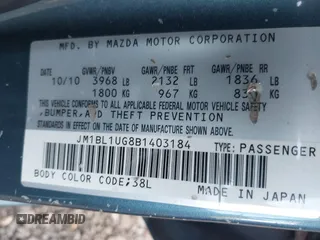 MFD. BY MAZDA MOTOR CORPORATION
DATE GVWR/PNBV GAWR/PNBE FR GAWR/PNBE RR
10/10 3968 LB 2132 LB 1836 LB
1800 KG 967 KG 833 KG
THIS VEHICLE CONFORMS TO ALL APPLICABLE FEDERAL MOTOR VEHICLE SAFETY
,BUMPER,AND THEFT PREVENTION
STANDARDS IN EFFECT ON THE DATE OF MANUFACTURE SHOWN ABOVE.
JM1BL1UG8B1403184 TYPE: PASSENGER
BODY COLOR CODE;38L MADE IN JAPAN
DREAMBID